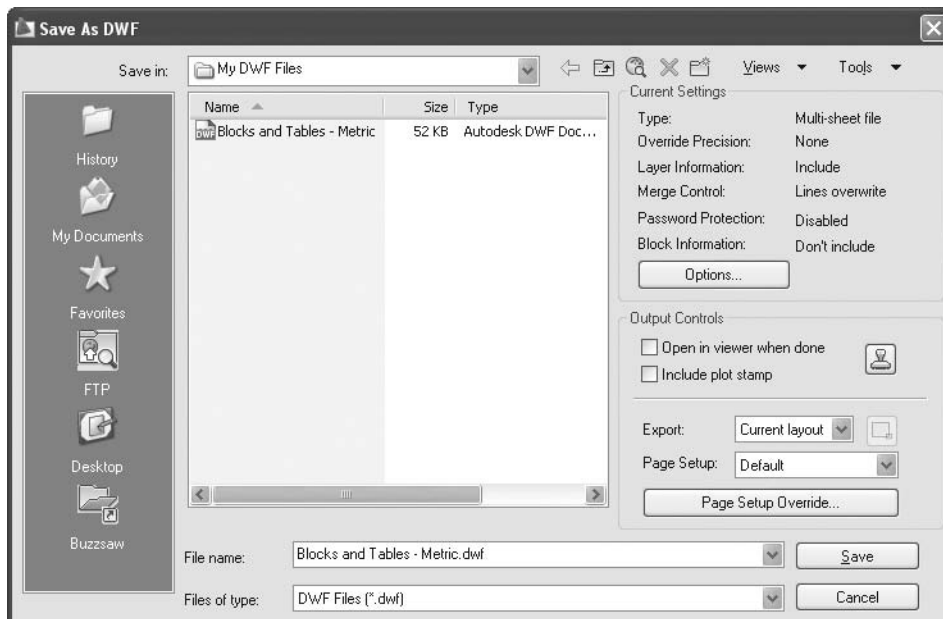 Save As DWF
Save in:
My DWF Files
Views
Tools
History
My Documents
Favorites
FTP
Desktop
Buzzsaw
Name
Size
Type
DWF
Blocks and Tables - Metric
52 KB
Autodesk DWF Doc...
Current Settings
Type: Multi-sheet file
Override Precision: None
Layer Information: Include
Merge Control: Lines overwrite
Password Protection: Disabled
Block Information: Don't include
Options...
Output Controls
Open in viewer when done
Include plot stamp
Export: Current layout
Page Setup: Default
Page Setup Override...
File name: Blocks and Tables - Metric.dwf
Save
Files of type: DWF Files (*.dwf)
Cancel